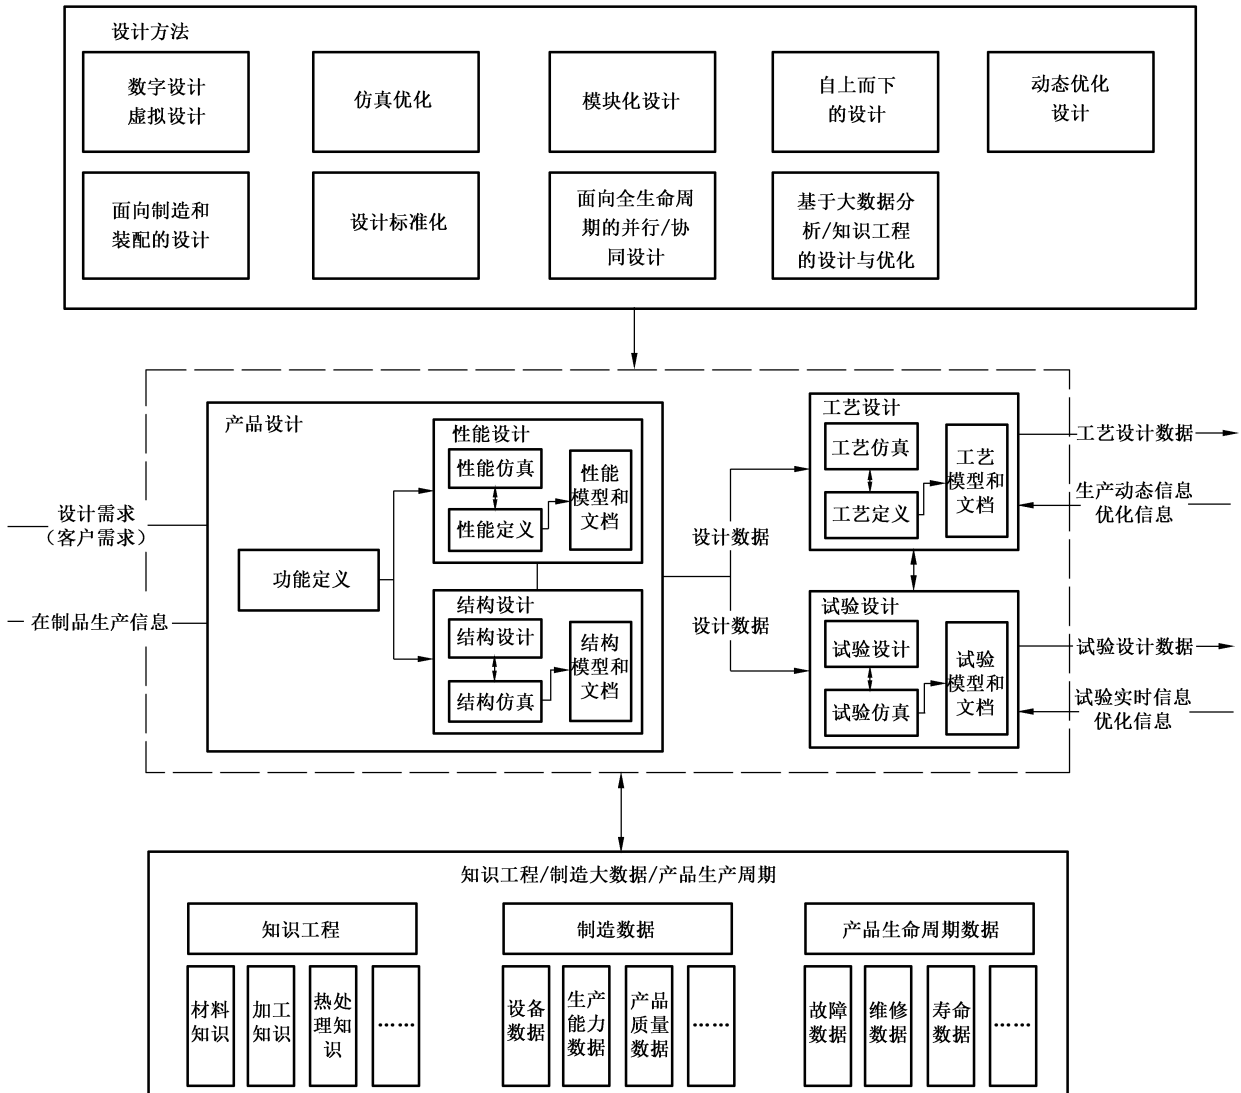 设计方法
数字设计
虚拟设计
仿真优化
模块化设计
自上而下
的设计
动态优化
设计
面向制造和
装配的设计
设计标准化
面向全生命周
期的并行/协
同设计
基于大数据分
析/知识工程
的设计与优化
设计需求
（客户需求）
在制品生产信息
产品设计
功能定义
性能设计
性能仿真
性能定义
性能
模型和
文档
结构设计
结构设计
结构仿真
结构
模型和
文档
设计数据
设计数据
工艺设计
工艺仿真
工艺定义
工艺
模型和
文档
试验设计
试验设计
试验仿真
试验
模型和
文档
工艺设计数据
生产动态信息
优化信息
试验设计数据
试验实时信息
优化信息
知识工程/制造大数据/产品生产周期
知识工程
材料
知识
加工
知识
热处
理知
识
……
制造数据
设备
数据
生产
能力
数据
产品
质量
数据
……
产品生命周期数据
故障
数据
维修
数据
寿命
数据
……